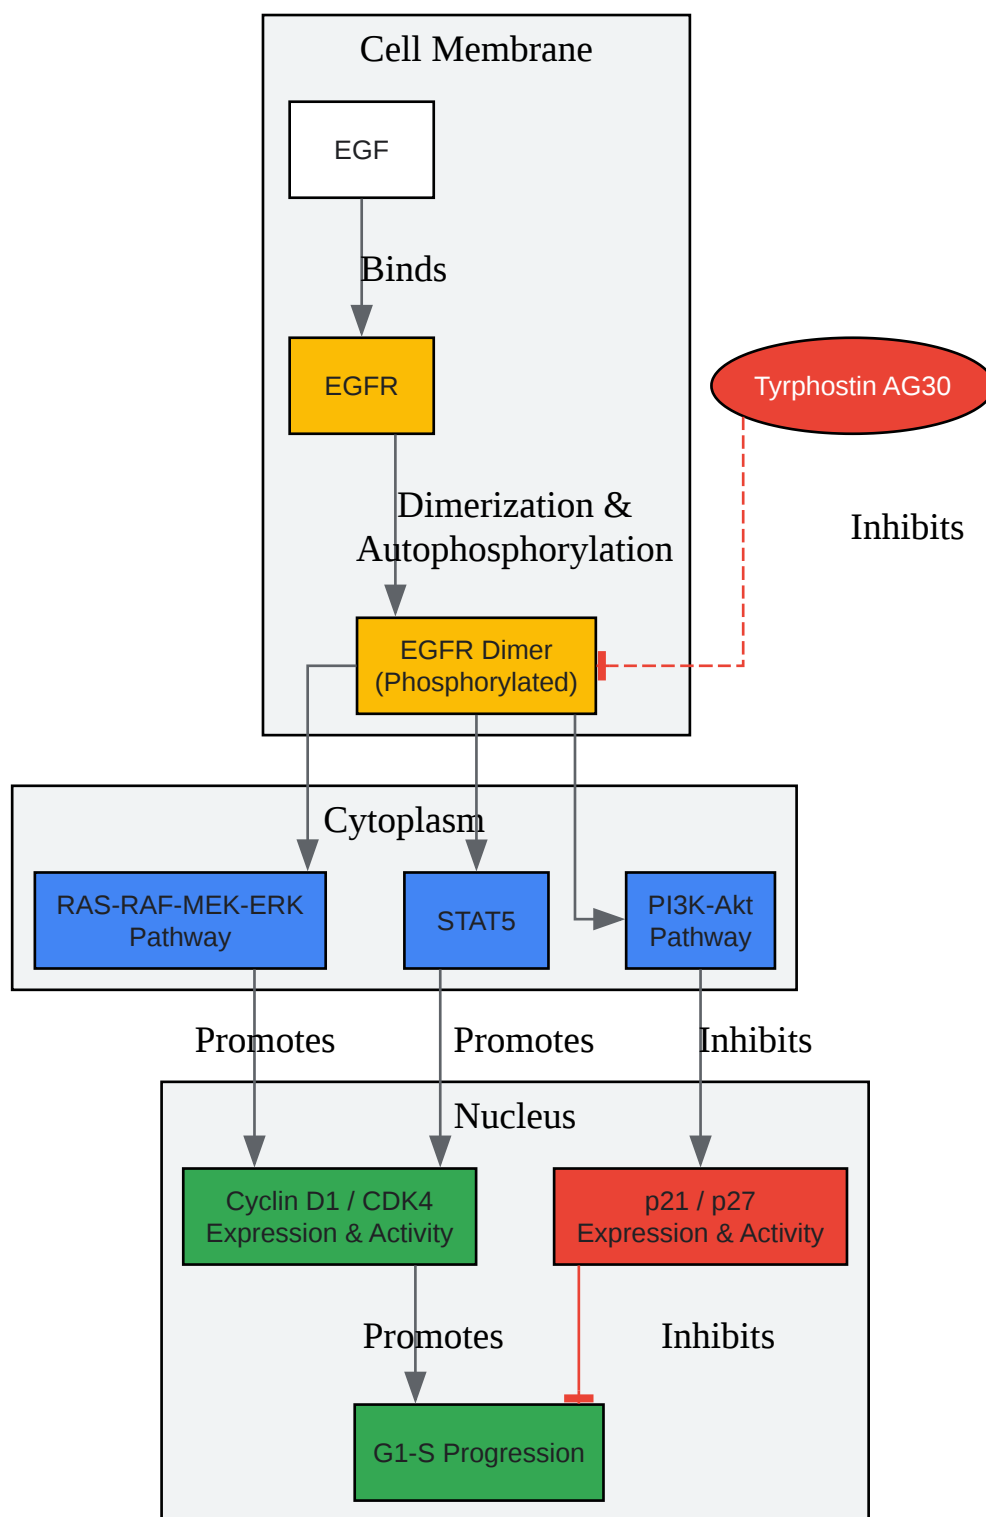 Cell Membrane
EGF
Binds
EGFR
Tyrphostin AG30
Dimerization &
Autophosphorylation
Inhibits
EGFR Dimer
(Phosphorylated)
Cytoplasm
RAS-RAF-MEK-ERK
Pathway
STAT5
PI3K-Akt
Pathway
Promotes
Promotes
Inhibits
Nucleus
Cyclin D1 / CDK4
Expression & Activity
p21 / p27
Expression & Activity
Promotes
Inhibits
G1-S Progression